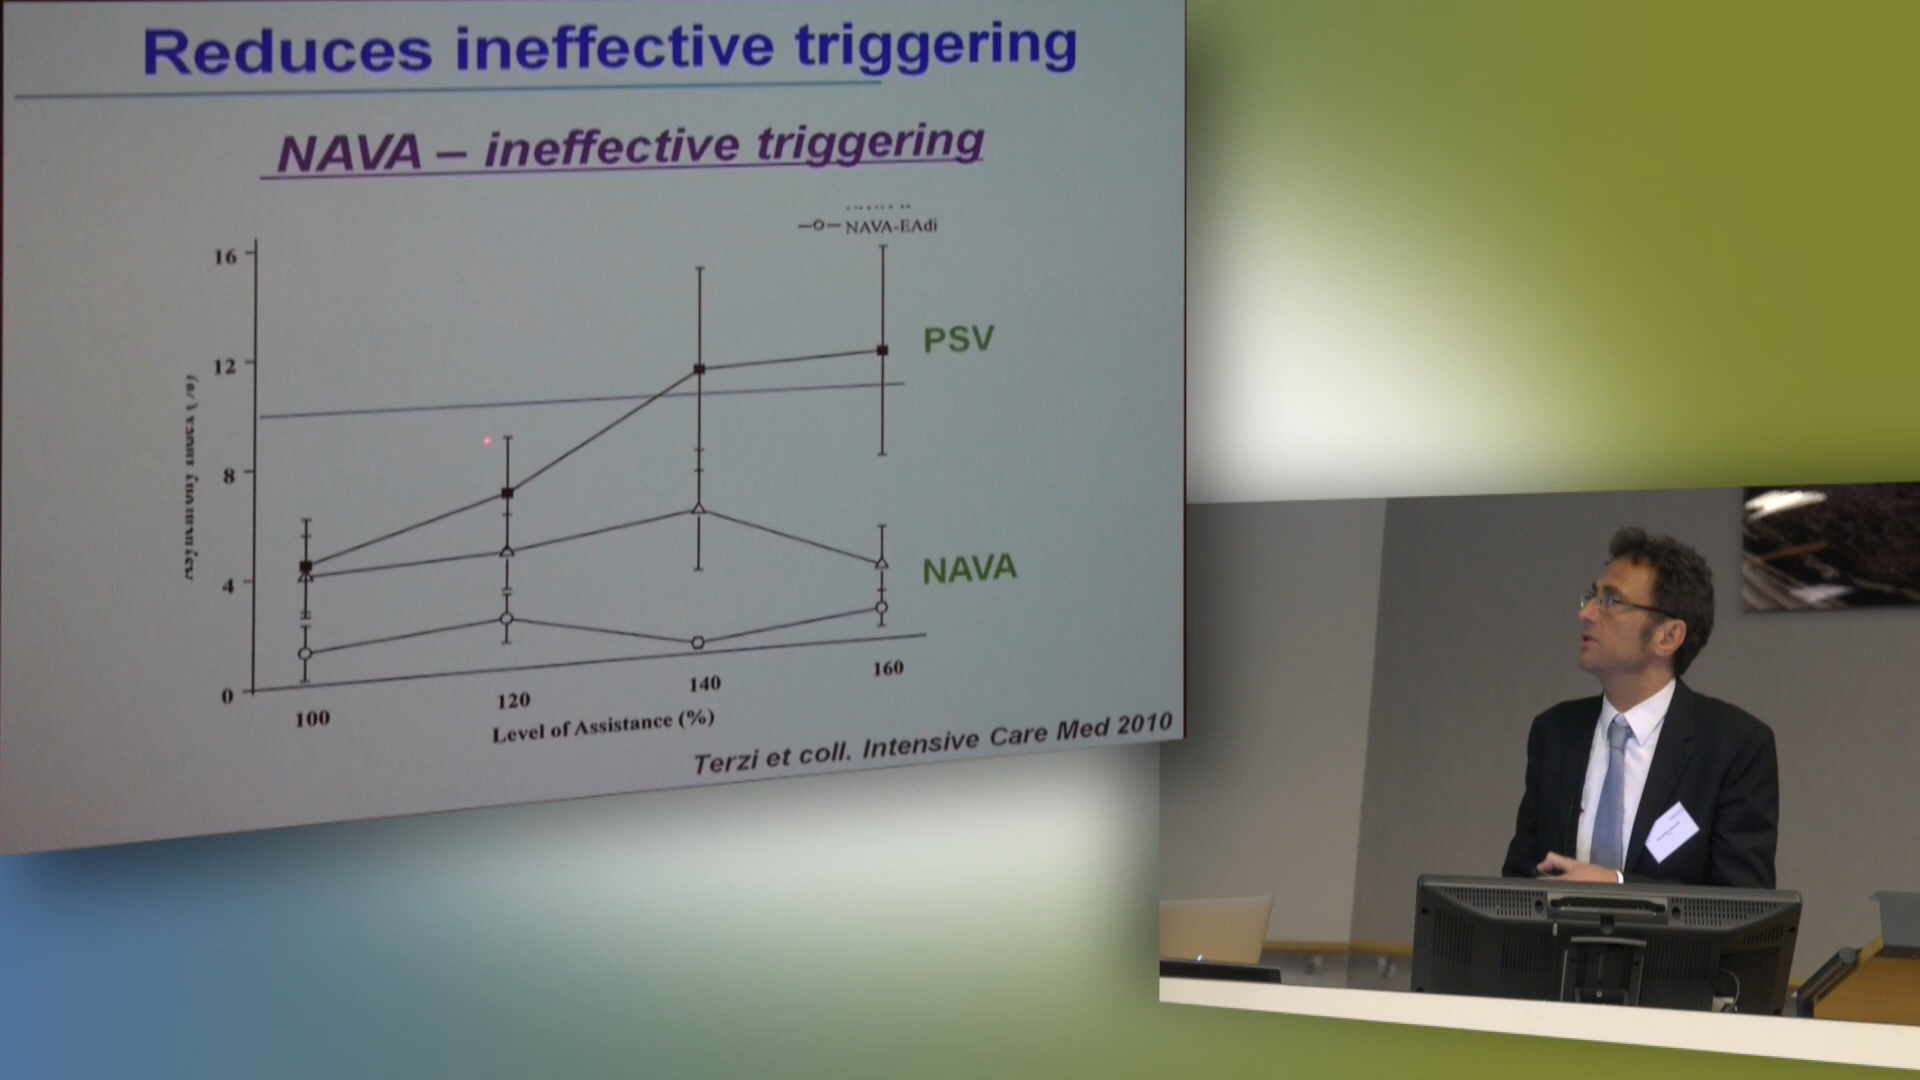 Reduces ineffective triggering
NAVA – ineffective triggering
NAVA-EAdi
16
12
8
4
0
PSV
NAVA
100
120
140
160
Level of Assistance (%)
Terzi et coll. Intensive Care Med 2010